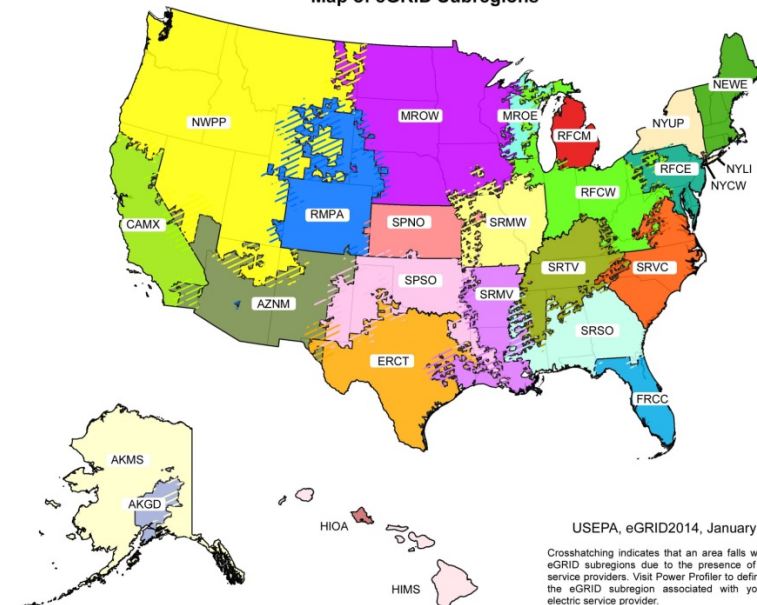 Map of eGRID Subregions
NEWE
NWPP
MROW
MROE
NYUP
RFCM
NYLI
RFCE
NYCW
RFCW
RMPA
SPNO
SRMW
CAMX
SRTV
SRVC
SPSO
SRMV
AZNM
SRSO
ERCT
FRCC
AKMS
AKGD
HIOA
HIMS
USEPA, eGRID2014, January
Crosshatching indicates that an area falls
eGRID subregions due to the presence of
service providers. Visit Power Profiler to
the eGRID subregion associated with
electric service provider.